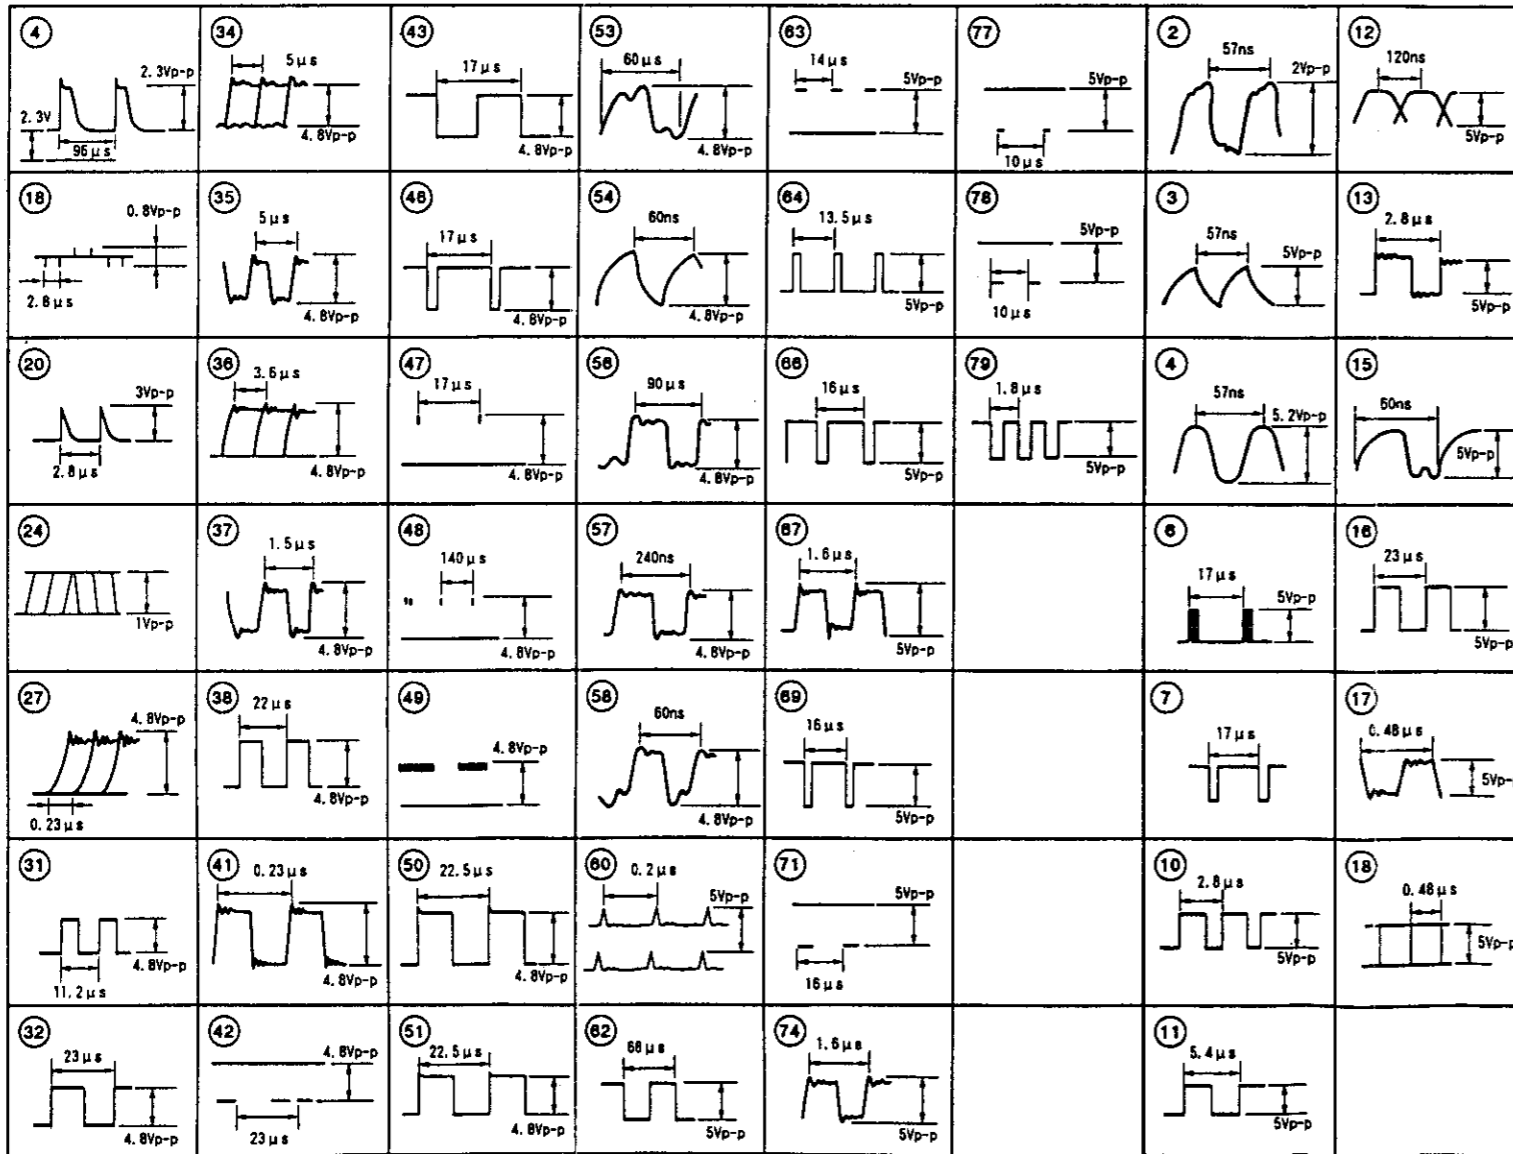 4
2.3Vp-p
2.3V
96μs
34
5μs
4.8Vp-p
43
17μs
4.8Vp-p
53
60μs
4.8Vp-p
63
14μs
5Vp-p
77
5Vp-p
10μs
2
57ns
2Vp-p
12
120ns
5Vp-p
18
0.8Vp-p
2.8μs
35
5μs
4.8Vp-p
46
17μs
4.8Vp-p
54
60ns
4.8Vp-p
64
13.5μs
5Vp-p
78
5Vp-p
10μs
3
57ns
5Vp-p
13
2.8μs
5Vp-p
20
3Vp-p
2.8μs
36
3.6μs
4.8Vp-p
47
17μs
4.8Vp-p
56
90μs
4.8Vp-p
66
16μs
5Vp-p
79
1.8μs
5Vp-p
4
57ns
5.2Vp-p
15
60ns
5Vp-p
24
1Vp-p
37
1.5μs
4.8Vp-p
48
140μs
4.8Vp-p
57
240ns
4.8Vp-p
67
1.6μs
5Vp-p
6
17μs
5Vp-p
16
23μs
5Vp-p
27
4.8Vp-p
0.23μs
38
22μs
4.8Vp-p
49
4.8Vp-p
58
60ns
4.8Vp-p
69
16μs
5Vp-p
7
17μs
5Vp-p
17
0.48μs
5Vp-p
31
4.8Vp-p
11.2μs
41
0.23μs
4.8Vp-p
50
22.5μs
4.8Vp-p
60
0.2μs
5Vp-p
71
5Vp-p
16μs
10
2.8μs
5Vp-p
18
0.48μs
5Vp-p
32
23μs
4.8Vp-p
42
4.8Vp-p
23μs
51
22.5μs
4.8Vp-p
62
68μs
5Vp-p
74
1.6μs
5Vp-p
11
5.4μs
5Vp-p